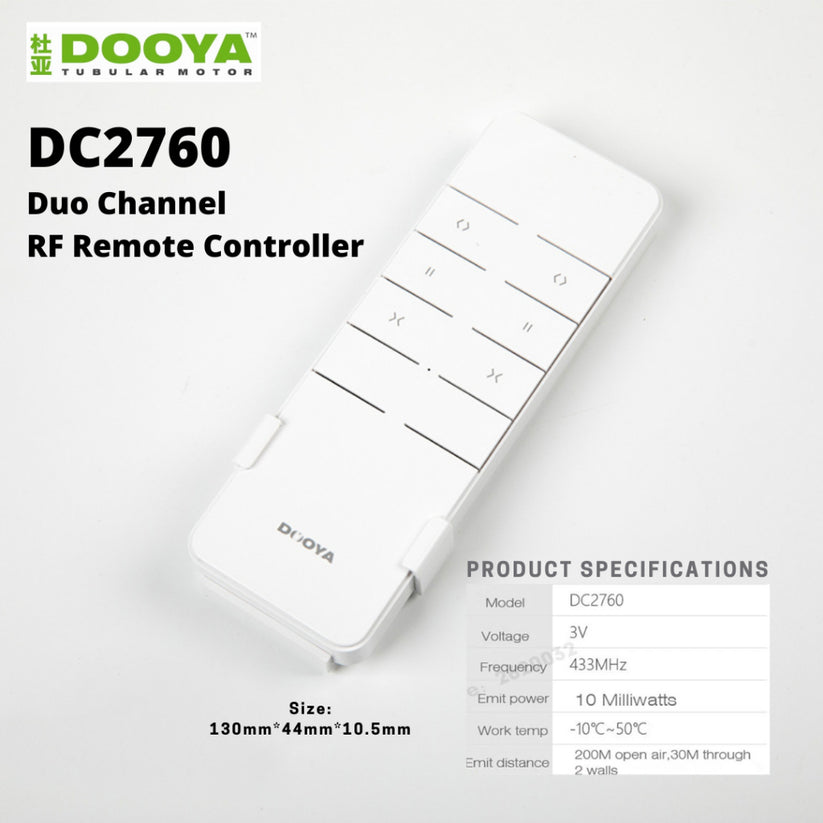 杜亚 DOOYA™
TUBULAR MOTOR
DC2760
Duo Channel
RF Remote Controller
DOOYA
PRODUCT SPECIFICATIONS
Model DC2760
Voltage 3V
Frequency 433MHz
Emit power 10 Milliwatts
Work temp -10℃~50℃
Emit distance 200M open air,30M through
2 walls
Size:
130mm*44mm*10.5mm